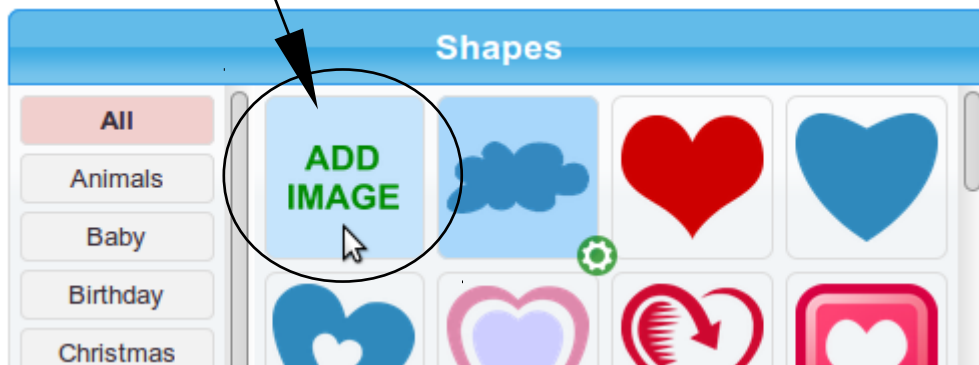 Shapes
All
Animals
Baby
Birthday
Christmas
ADD
IMAGE